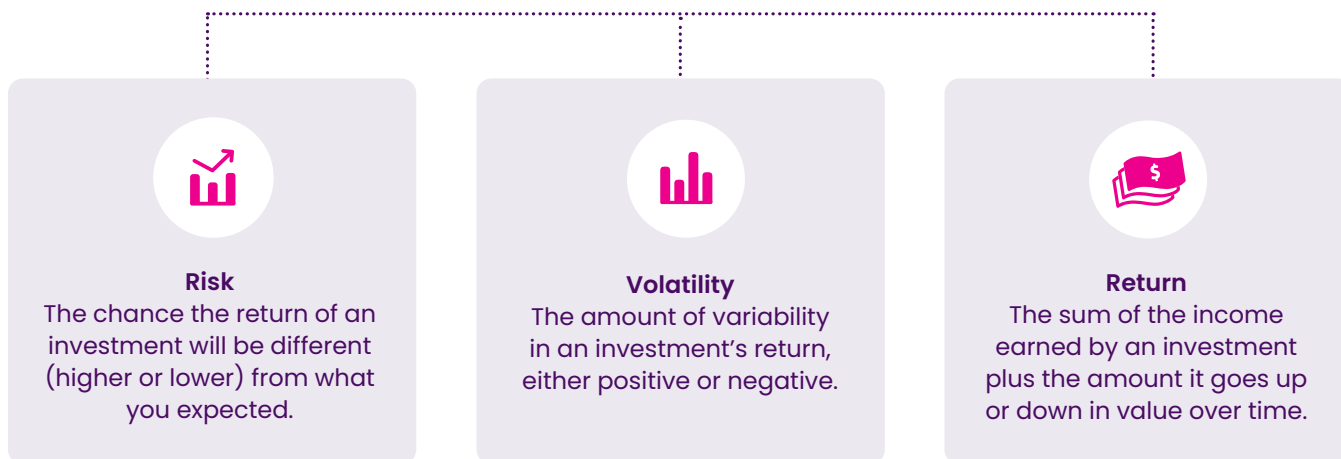 Risk
The chance the return of an
investment will be different
(higher or lower) from what
you expected.
Volatility
The amount of variability
in an investment’s return,
either positive or negative.
$
Return
The sum of the income
earned by an investment
plus the amount it goes up
or down in value over time.